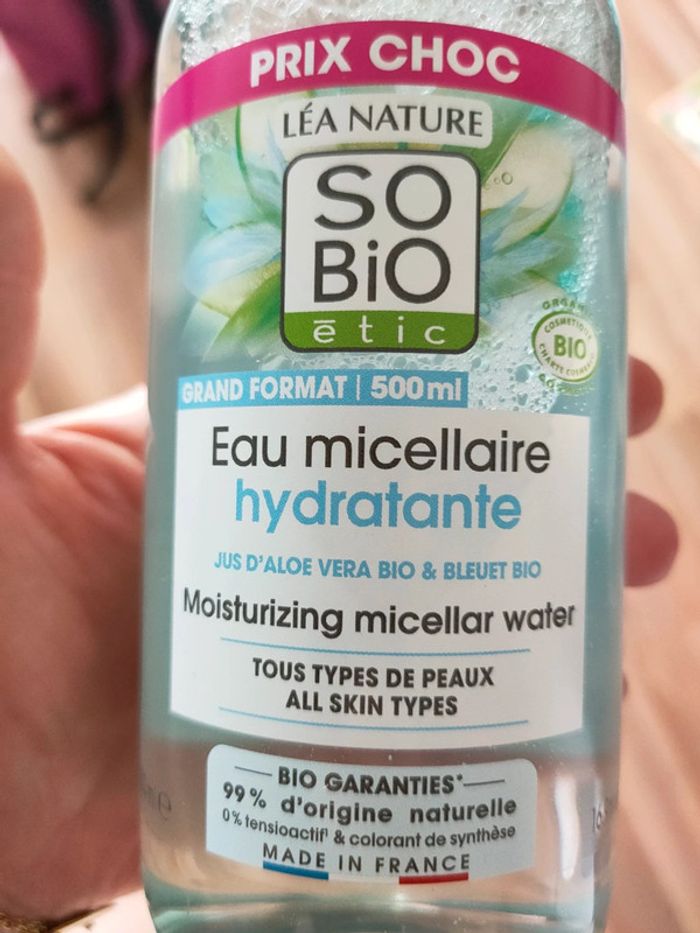 PRIX CHOC
LÉA NATURE
SO
BiO
ētic
COSMETIQUE
BIO
GRAND FORMAT | 500ml
Eau micellaire
hydratante
JUS D'ALOE VERA BIO & BLEUET BIO
Moisturizing micellar water
TOUS TYPES DE PEAUX
ALL SKIN TYPES
BIO GARANTIES*
99% d'origine naturelle
0% tensioactif¹ & colorant de synthèse
MADE IN FRANCE